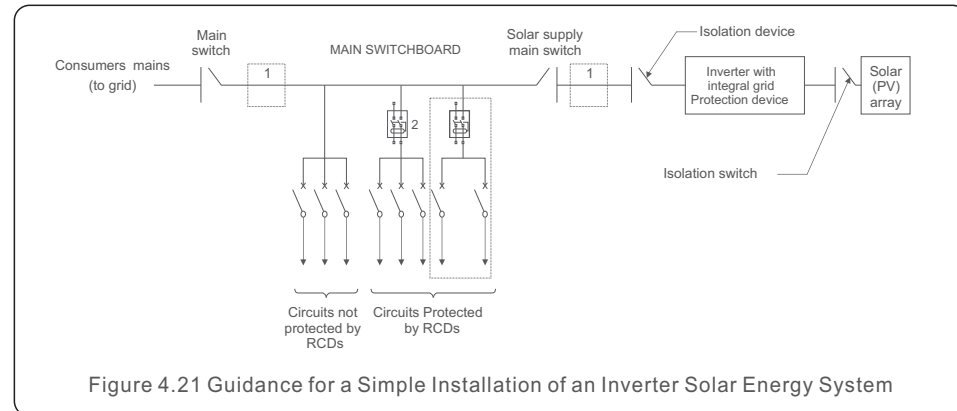 Main
switch
MAIN SWITCHBOARD
Solar supply
main switch
Isolation device
Consumers mains
(to grid)
1
1
Inverter with
integral grid
Protection device
Solar
(PV)
array
2
Isolation switch
Circuits not
protected by
RCDs
Circuits Protected
by RCDs
Figure 4.21 Guidance for a Simple Installation of an Inverter Solar Energy System